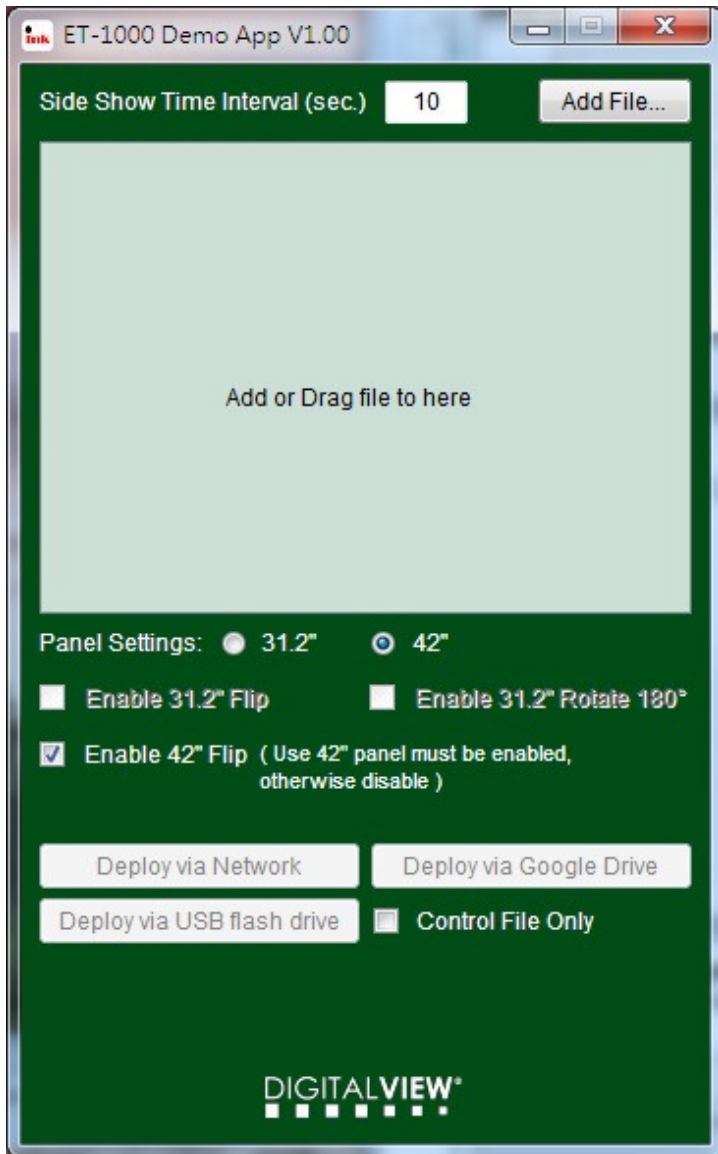 ink ET-1000 Demo App V1.00
Side Show Time Interval (sec.) 10 Add File...
Add or Drag file to here
Panel Settings: 31.2" 42"
Enable 31.2" Flip Enable 31.2" Rotate 180°
Enable 42" Flip ( Use 42" panel must be enabled,
otherwise disable )
Deploy via Network Deploy via Google Drive
Deploy via USB flash drive Control File Only
DIGITALVIEW®